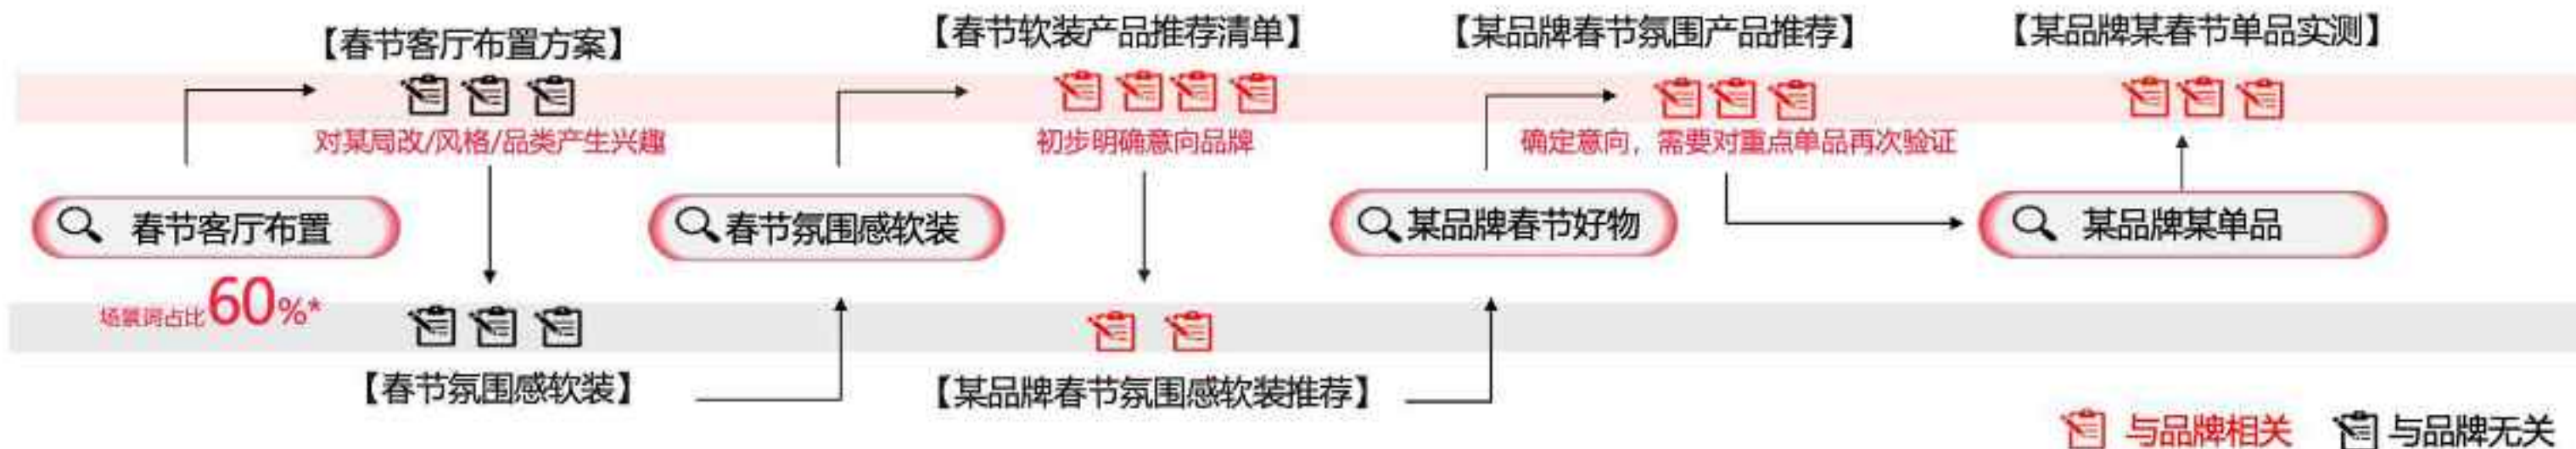 【春节客厅布置方案】
【春节软装产品推荐清单】
【某品牌春节氛围产品推荐】
【某品牌某春节单品实测】
对某局改/风格/品类产生兴趣
初步明确意向品牌
确定意向，需要对重点单品再次验证
春节客厅布置
春节氛围感软装
某品牌春节好物
某品牌某单品
场景词占比60%*
【春节氛围感软装】
【某品牌春节氛围感软装推荐】
与品牌相关
与品牌无关